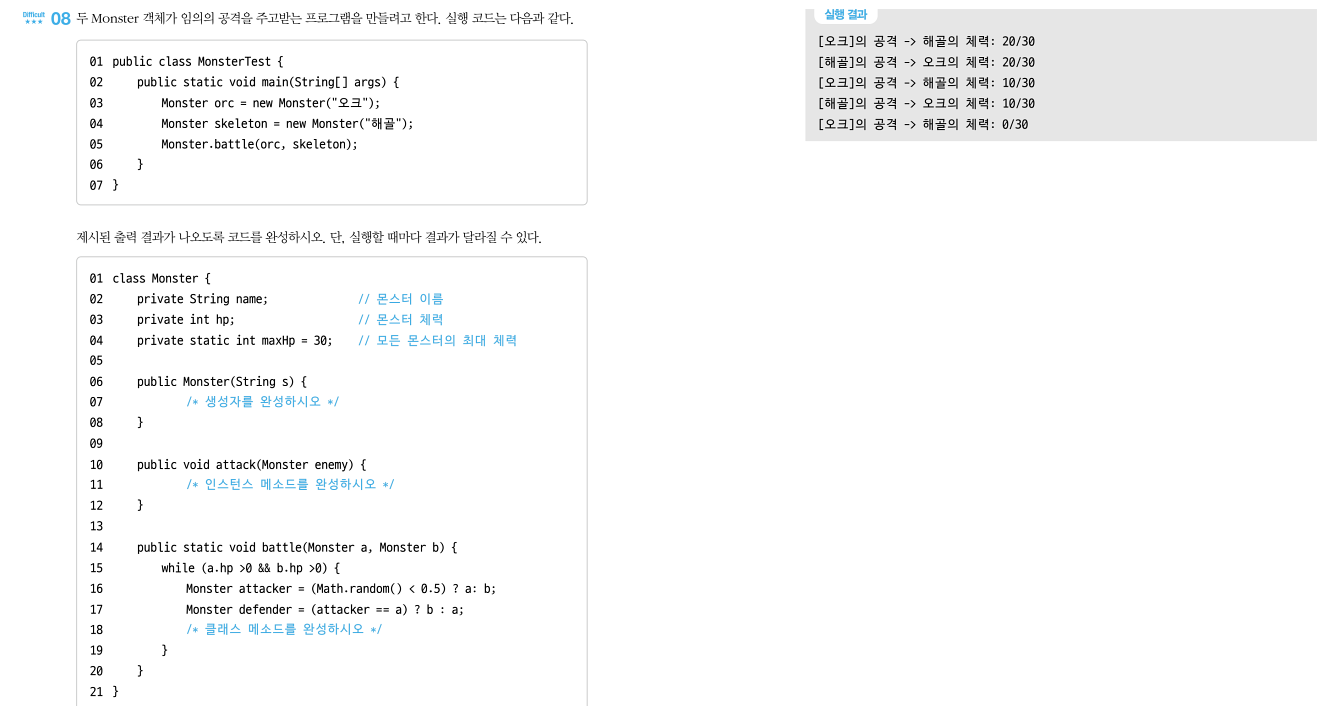 Difficult
★★★
08 두 Monster 객체가 임의의 공격을 주고받는 프로그램을 만들려고 한다. 실행 코드는 다음과 같다.
01 public class MonsterTest {
02 public static void main(String[] args) {
03 Monster orc = new Monster("오크");
04 Monster skeleton = new Monster("해골");
05 Monster.battle(orc, skeleton);
06 }
07 }
제시된 출력 결과가 나오도록 코드를 완성하시오. 단, 실행할 때마다 결과가 달라질 수 있다.
01 class Monster {
02 private String name; // 몬스터 이름
03 private int hp; // 몬스터 체력
04 private static int maxHp = 30; // 모든 몬스터의 최대 체력
05
06 public Monster(String s) {
07 /* 생성자를 완성하시오 */
08 }
09
10 public void attack(Monster enemy) {
11 /* 인스턴스 메소드를 완성하시오 */
12 }
13
14 public static void battle(Monster a, Monster b) {
15 while (a.hp >0 && b.hp >0) {
16 Monster attacker = (Math.random() < 0.5) ? a: b;
17 Monster defender = (attacker == a) ? b : a;
18 /* 클래스 메소드를 완성하시오 */
19 }
20 }
21 }
실행 결과
[오크]의 공격 -> 해골의 체력: 20/30
[해골]의 공격 -> 오크의 체력: 20/30
[오크]의 공격 -> 해골의 체력: 10/30
[해골]의 공격 -> 오크의 체력: 10/30
[오크]의 공격 -> 해골의 체력: 0/30